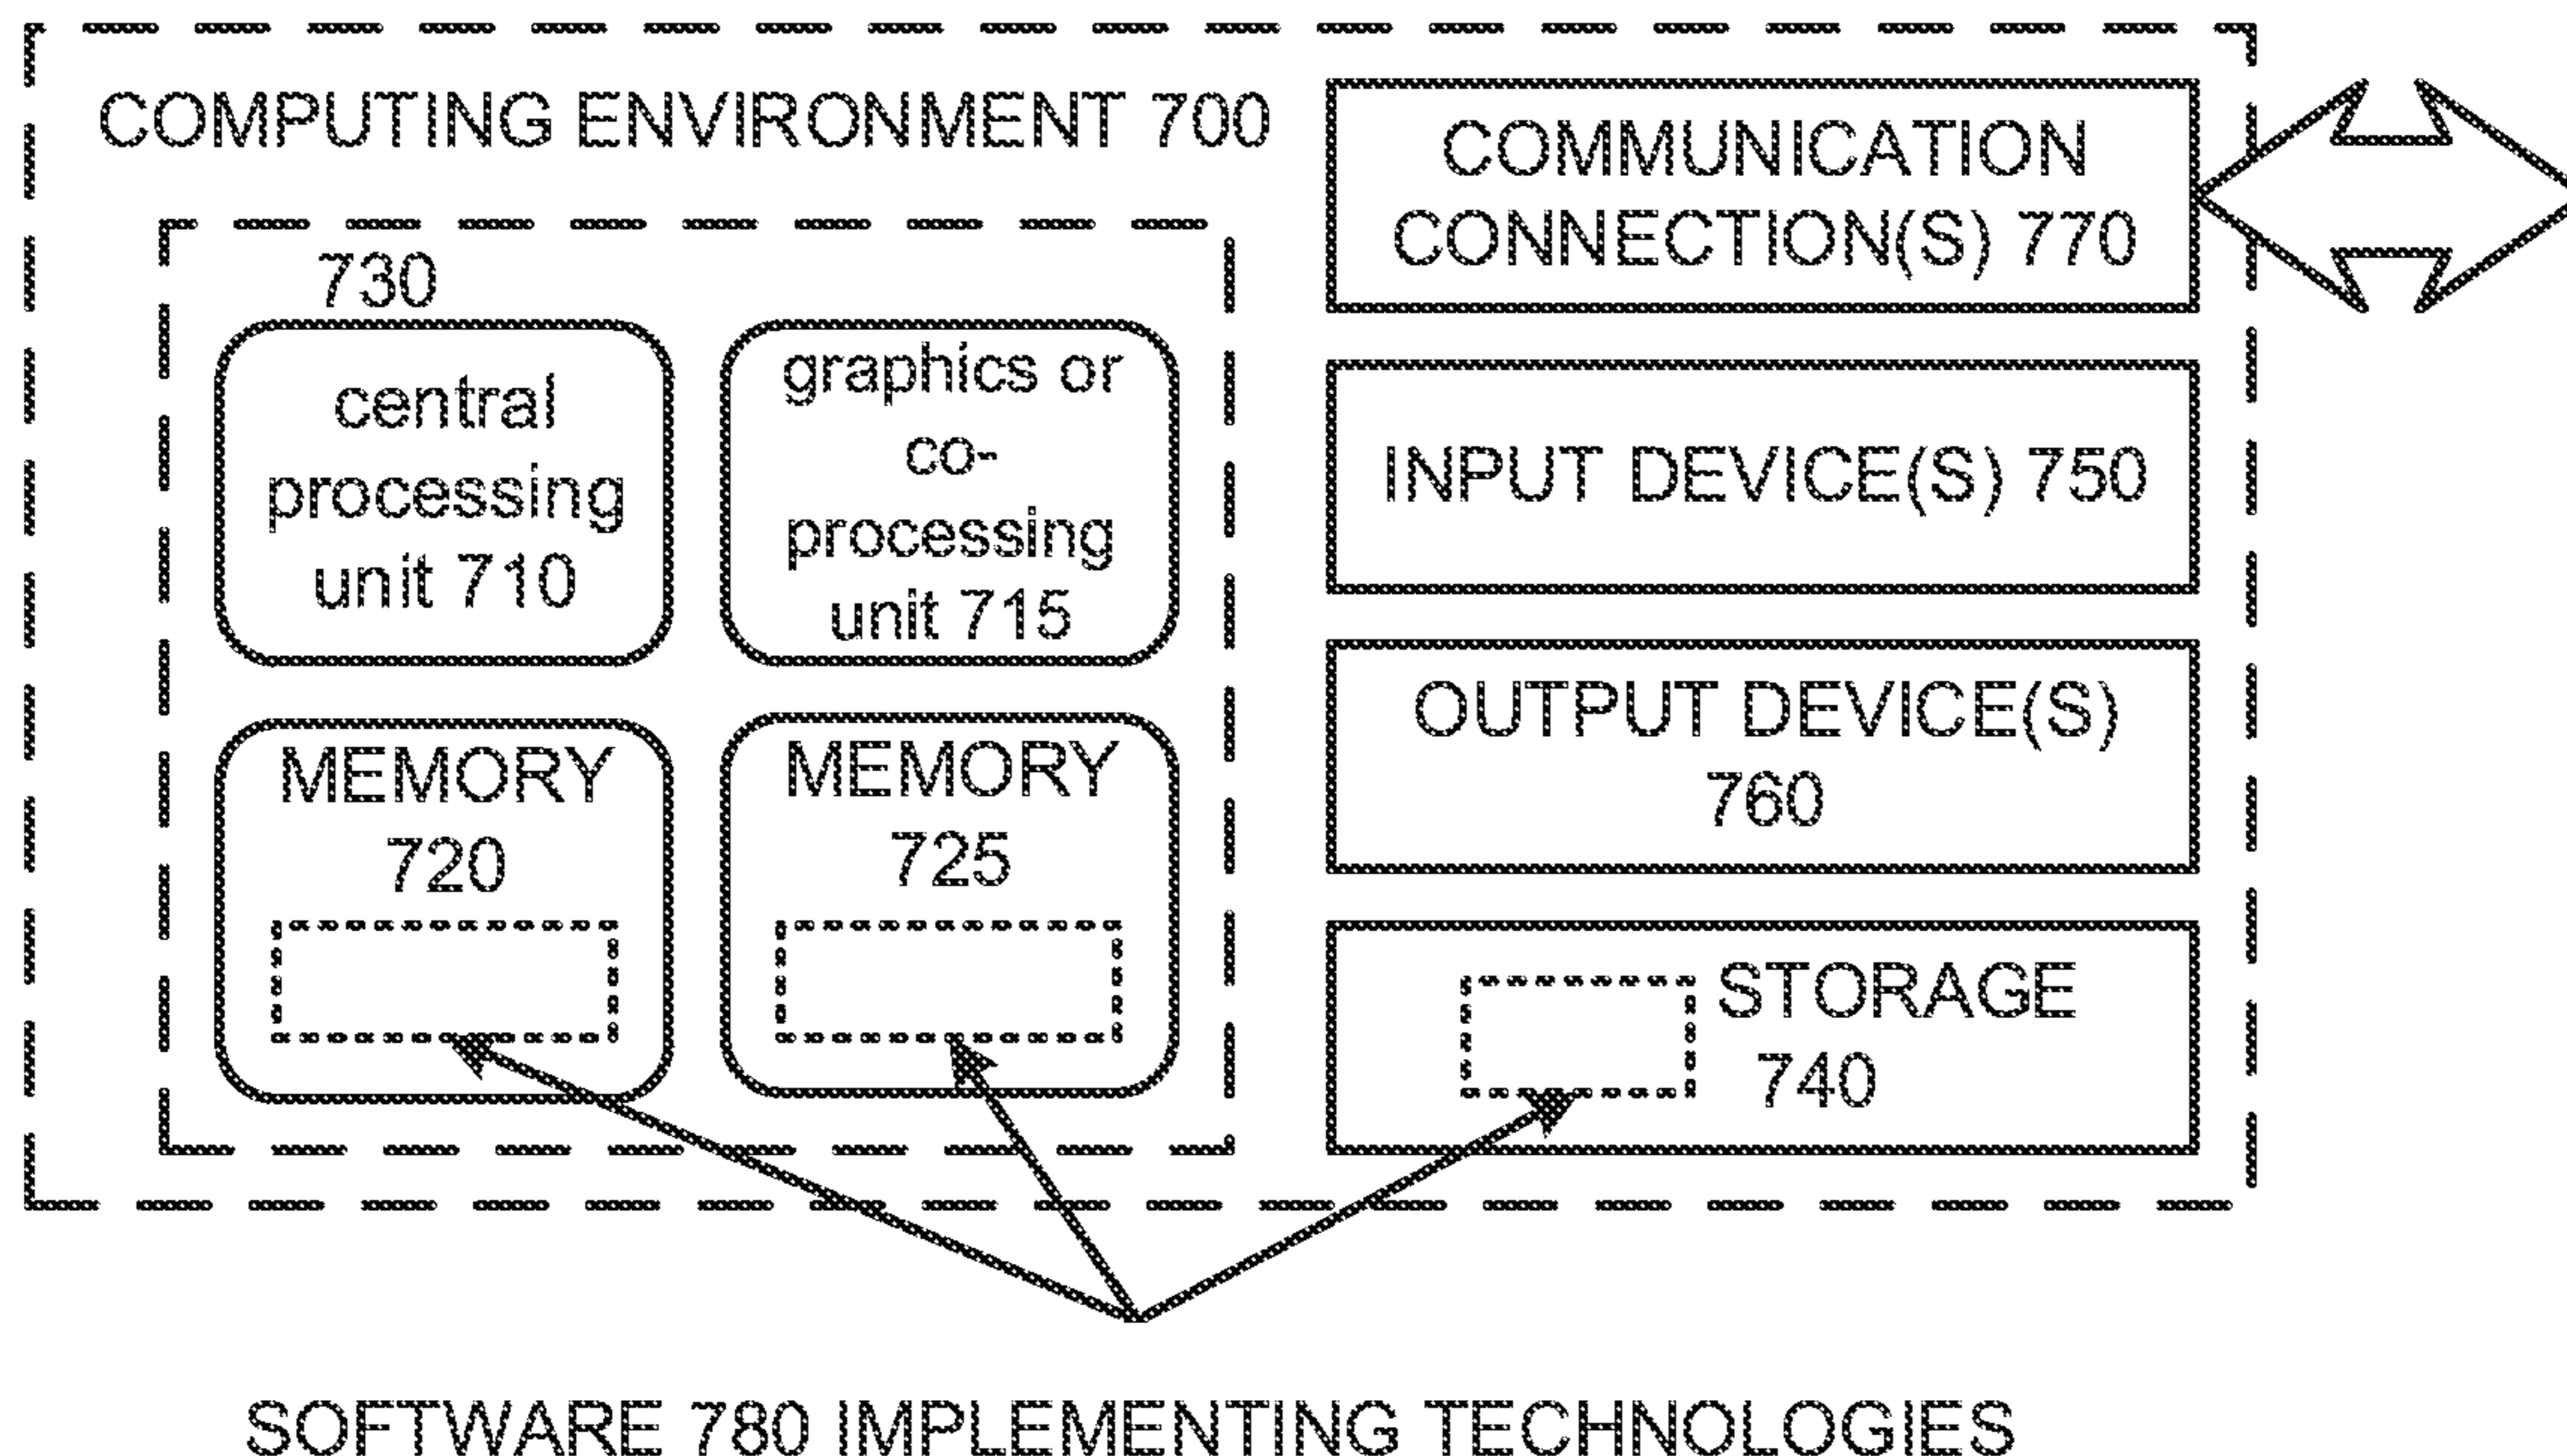 COMPUTING ENVIRONMENT 700
730
central
processing
unit 710
graphics or
co-
processing
unit 715
MEMORY
720
MEMORY
725
COMMUNICATION
CONNECTION(S) 770
INPUT DEVICE(S) 750
OUTPUT DEVICE(S)
760
STORAGE
740
SOFTWARE 780 IMPLEMENTING TECHNOLOGIES